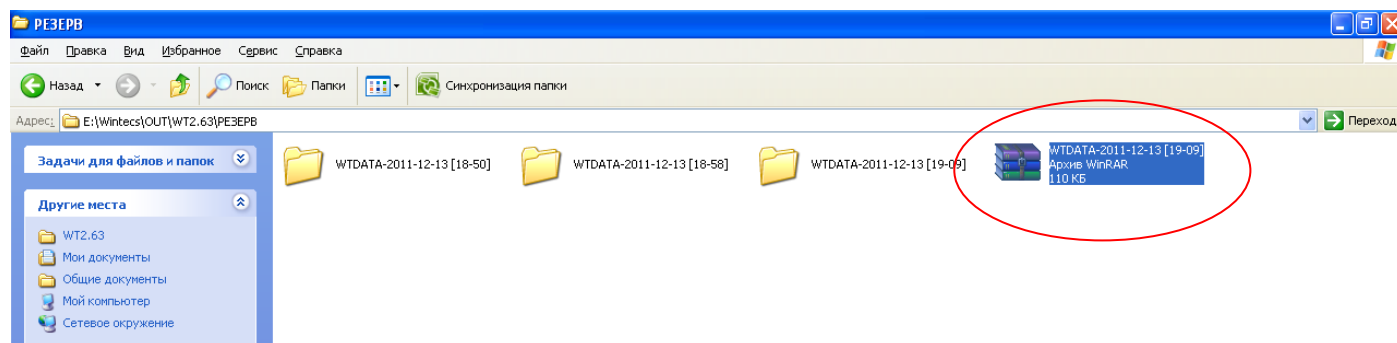 РЕЗЕРВ
Файл Правка Вид Избранное Сервис Справка
Назад Поиск Папки Синхронизация папки
Адрес: E:\Wintecs\OUT\WT2.63\РЕЗЕРВ Переход
Задачи для файлов и папок
WTDATA-2011-12-13 [18-50]
WTDATA-2011-12-13 [18-58]
WTDATA-2011-12-13 [19-09]
WTDATA-2011-12-13 [19-09]
Архив WinRAR
110 КБ
Другие места
WT2.63
Мои документы
Общие документы
Мой компьютер
Сетевое окружение